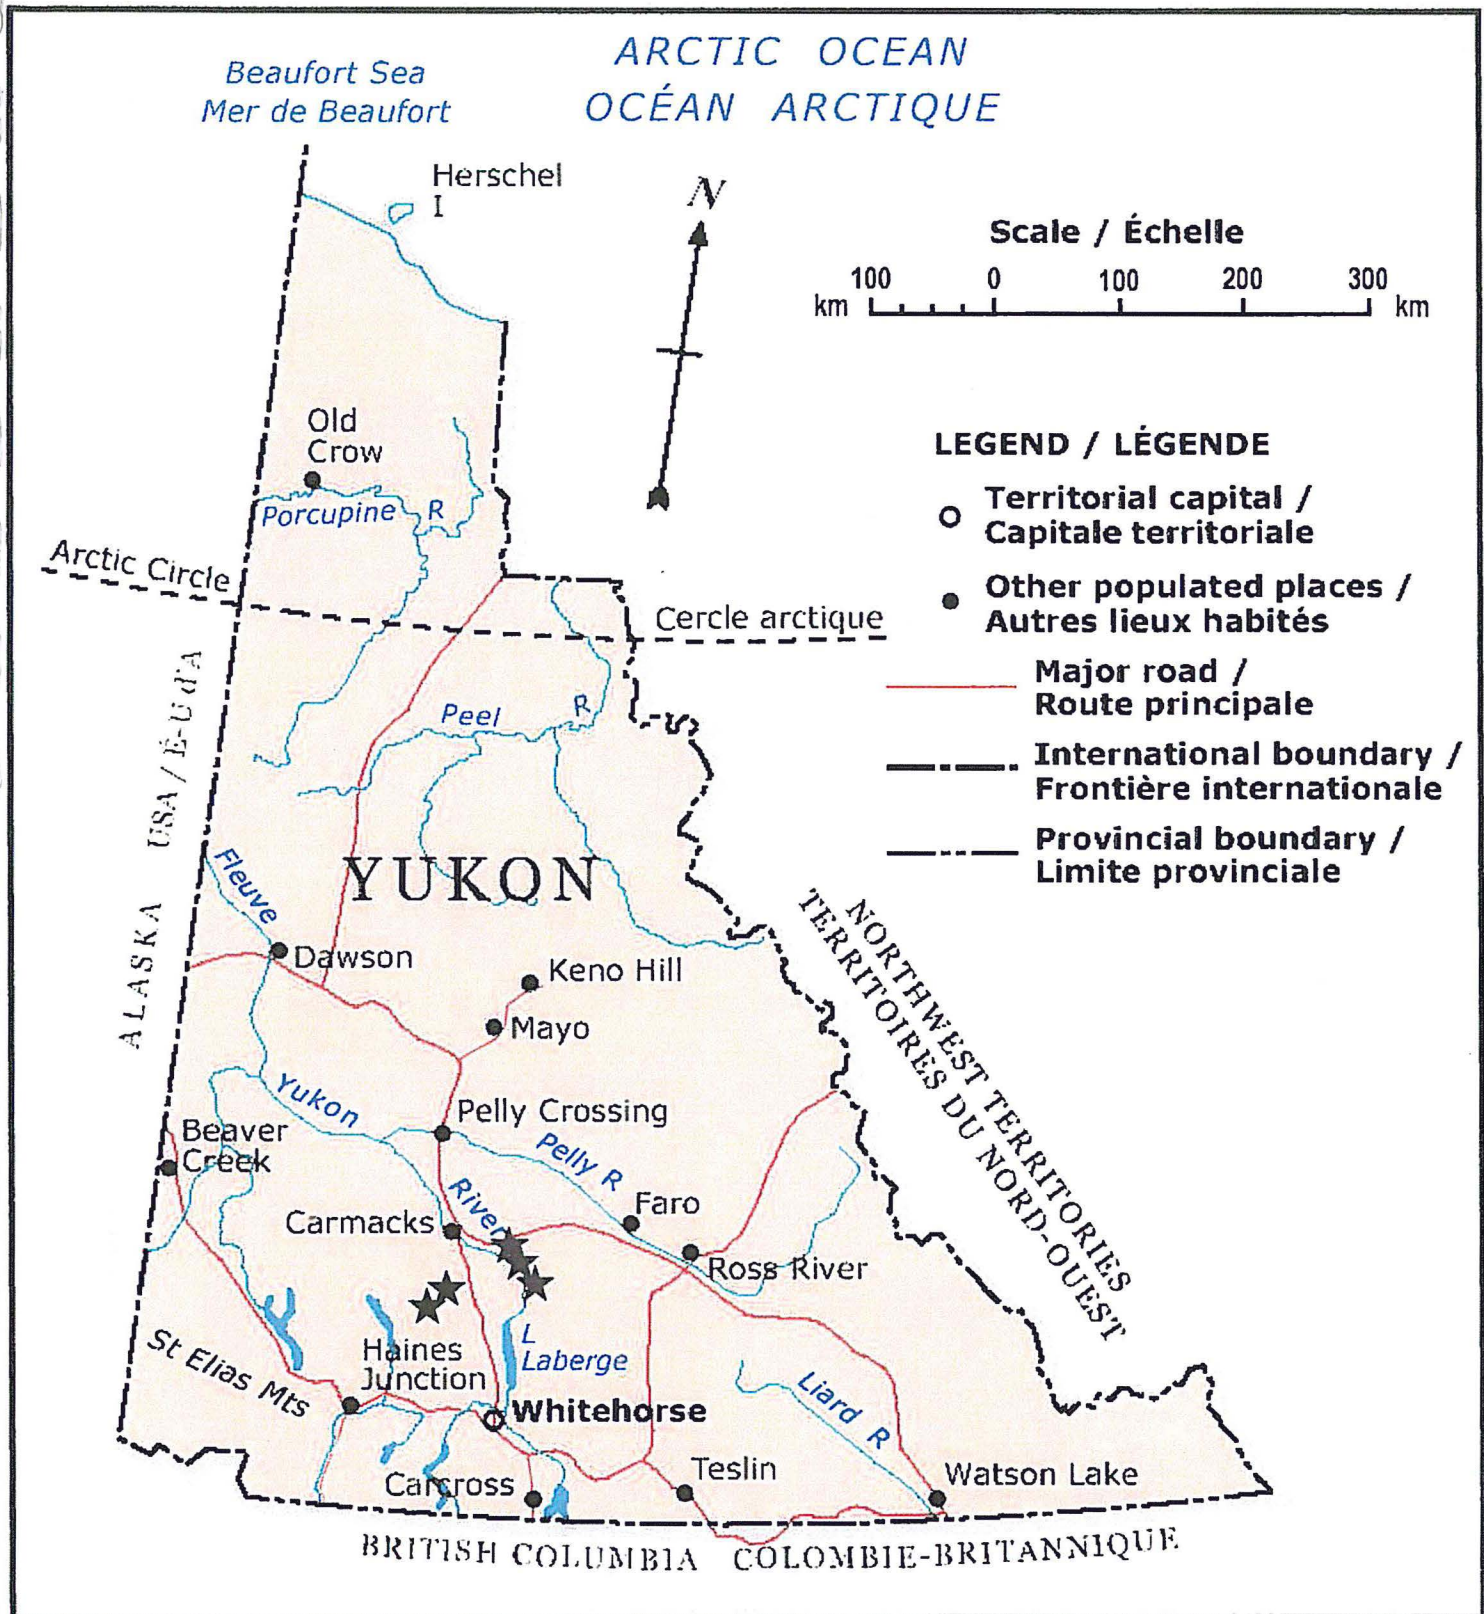 ARCTIC OCEAN
OCÉAN ARCTIQUE
Beaufort Sea
Mer de Beaufort
Herschel
I
N
Scale / Échelle
100 0 100 200 300
km km
Old
Crow
Porcupine R
Arctic Circle
Cercle arctique
LEGEND / LÉGENDE
Territorial capital /
Capitale territoriale
Other populated places /
Autres lieux habités
Major road /
Route principale
International boundary /
Frontière internationale
Provincial boundary /
Limite provinciale
Peel R
ALASKA USA / É-U d'A
YUKON
Fleuve
Dawson
Keno Hill
Mayo
NORTHWEST TERRITORIES
TERRITOIRES DU NORD-OUEST
Yukon
River
Pelly Crossing
Pelly R
Beaver
Creek
Faro
Carmacks
Ross River
Haines
Junction
L
Laberge
St Elias Mts
Whitehorse
Liard R
Carcross
Teslin
Watson Lake
BRITISH COLUMBIA COLOMBIE-BRITANNIQUE